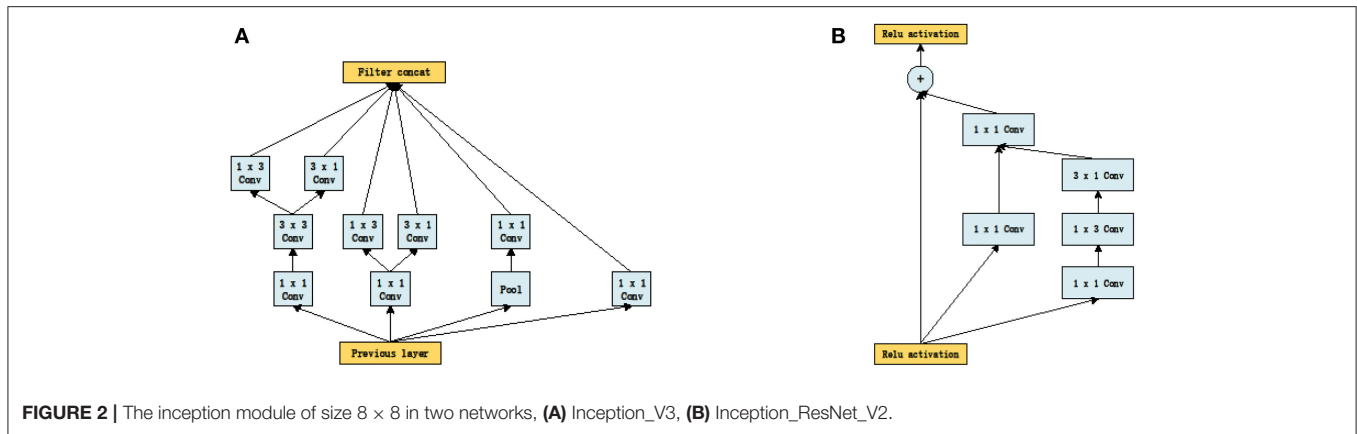 A
Filter concat
1 x 3
Conv
3 x 1
Conv
3 x 3
Conv
1 x 3
Conv
3 x 1
Conv
1 x 1
Conv
1 x 1
Conv
1 x 1
Conv
Pool
1 x 1
Conv
Previous layer
B
Relu activation
+
1 x 1 Conv
3 x 1 Conv
1 x 1 Conv
1 x 3 Conv
1 x 1 Conv
Relu activation
FIGURE 2 | The inception module of size 8 × 8 in two networks, (A) Inception_V3, (B) Inception_ResNet_V2.